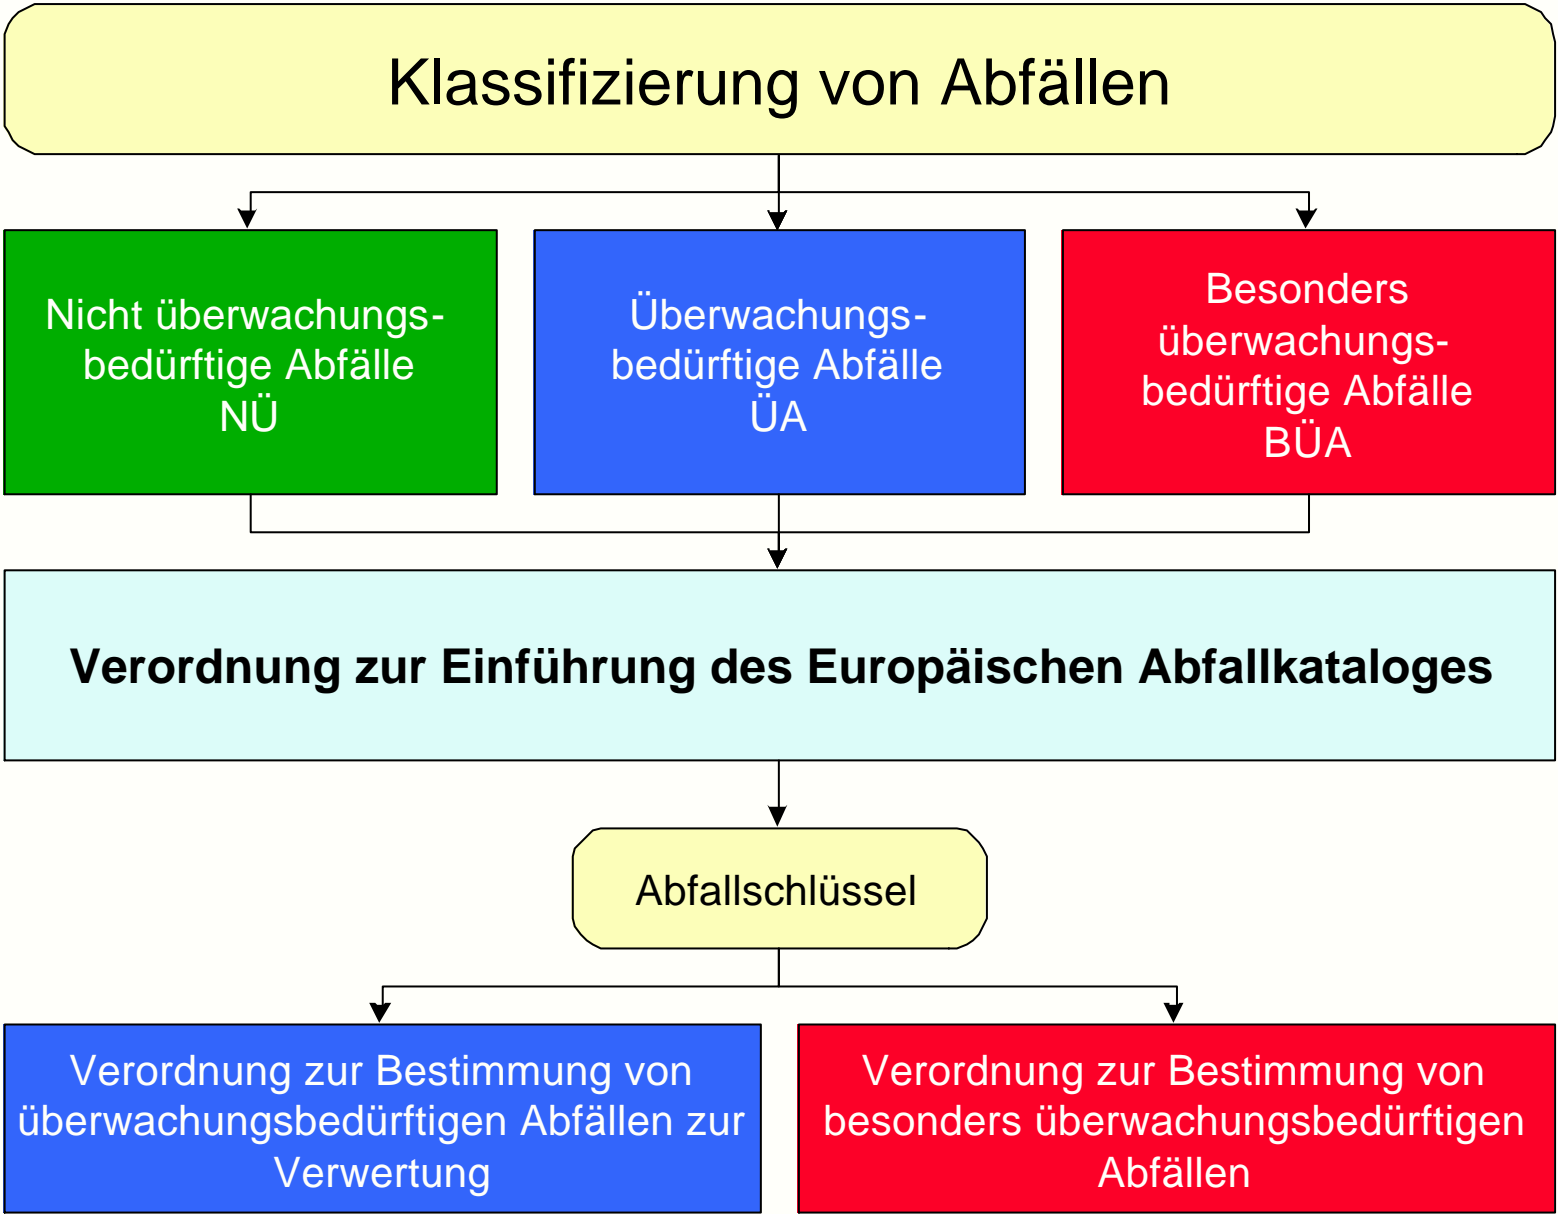 Klassifizierung von Abfällen
Nicht überwachungs-
bedürftige Abfälle
NÜ
Überwachungs-
bedürftige Abfälle
ÜA
Besonders
überwachungs-
bedürftige Abfälle
BÜA
Verordnung zur Einführung des Europäischen Abfallkataloges
Abfallschlüssel
Verordnung zur Bestimmung von
überwachungsbedürftigen Abfällen zur
Verwertung
Verordnung zur Bestimmung von
besonders überwachungsbedürftigen
Abfällen